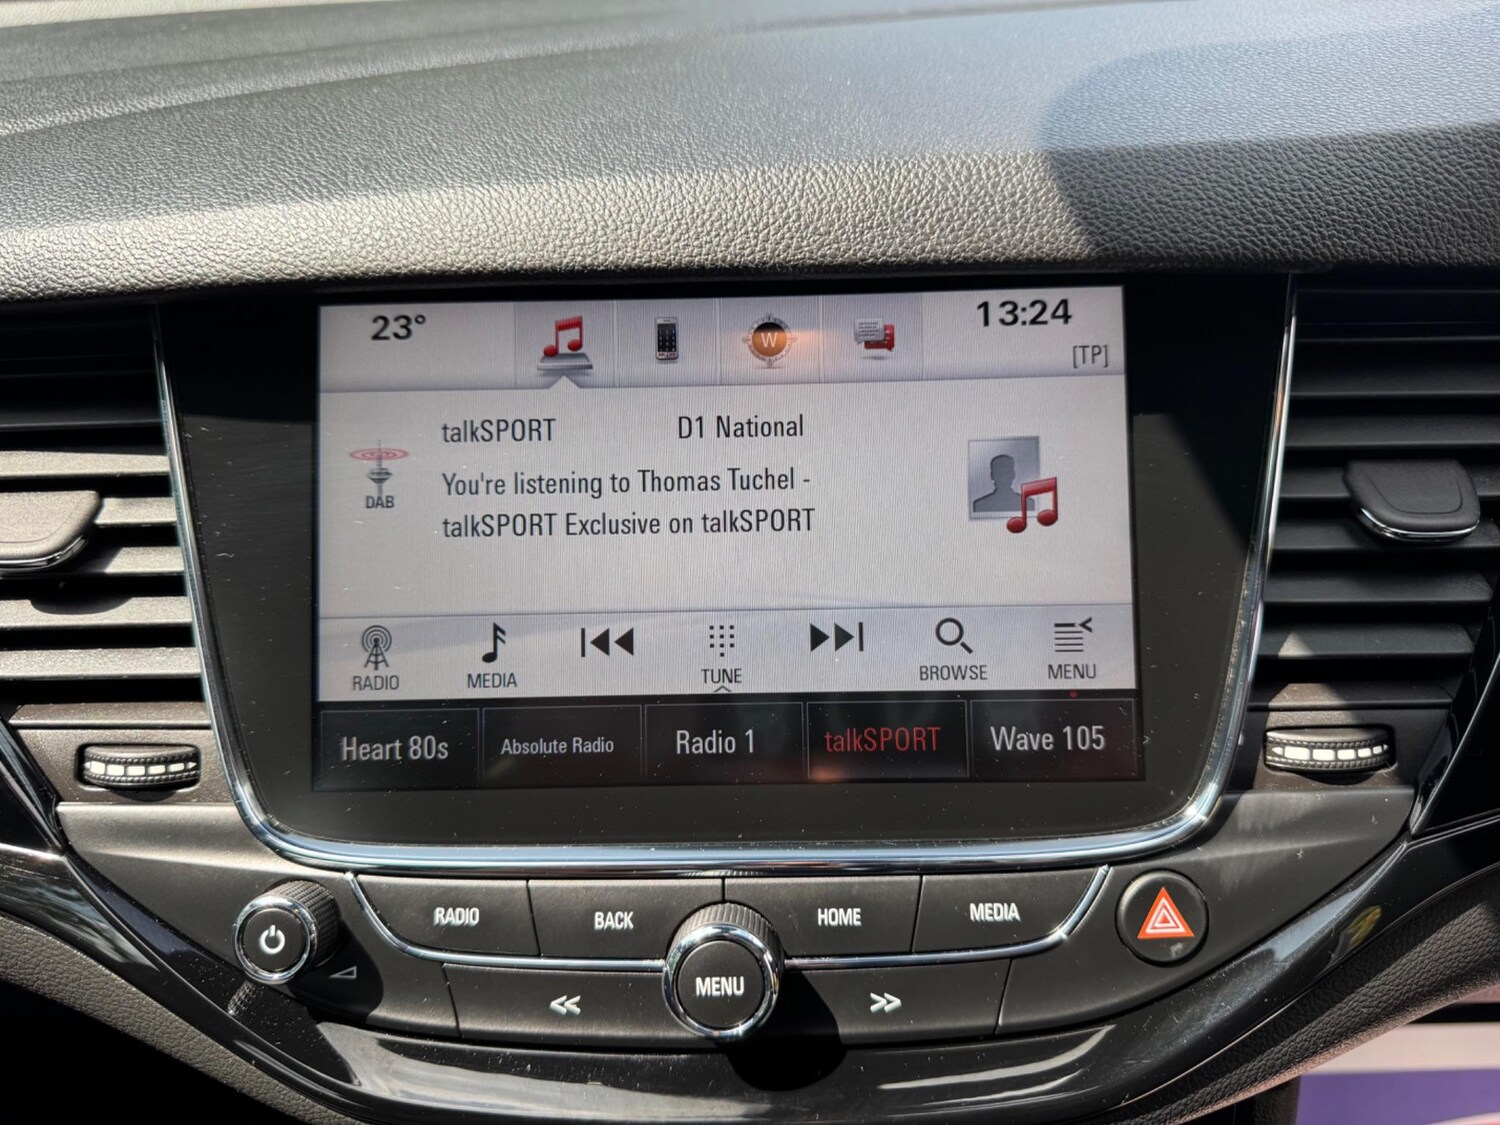 23°
W
13:24
[TP]
talkSPORT
D1 National
DAB
You're listening to Thomas Tuchel -
talkSPORT Exclusive on talkSPORT
RADIO
MEDIA
TUNE
BROWSE
MENU
Heart 80s
Absolute Radio
Radio 1
talkSPORT
Wave 105
RADIO
BACK
HOME
MEDIA
MENU